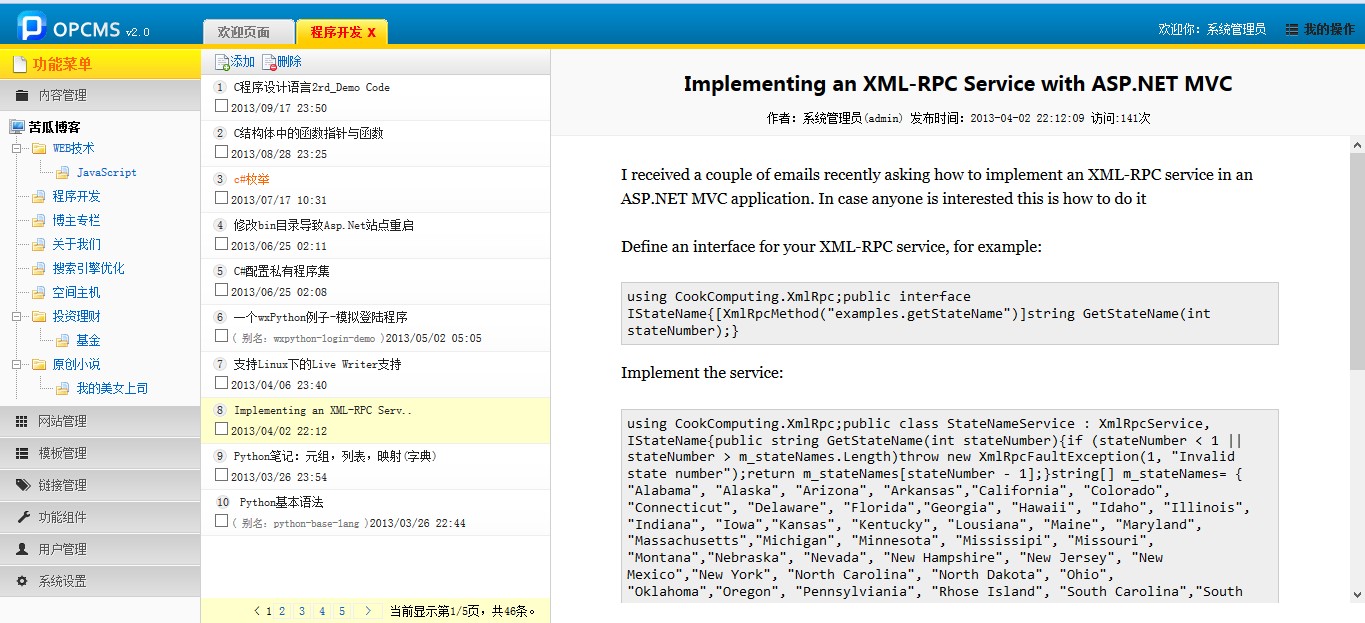 OPCMS v2.0
欢迎页面
程序开发 X
欢迎你: 系统管理员
我的操作
功能菜单
内容管理
苦瓜博客
WEB技术
JavaScript
程序开发
博主专栏
关于我们
搜索引擎优化
空间主机
投资理财
基金
原创小说
我的美女上司
网站管理
模板管理
链接管理
功能组件
用户管理
系统设置
添加 删除
1 C程序设计语言2rd_Demo Code
2013/09/17 23:50
2 C结构体中的函数指针与函数
2013/08/28 23:25
3 c#枚举
2013/07/17 10:31
4 修改bin目录导致Asp.Net站点重启
2013/06/25 02:11
5 C#配置私有程序集
2013/06/25 02:08
6 一个wxPython例子-模拟登陆程序
( 别名: wxpython-login-demo )2013/05/02 05:05
7 支持Linux下的Live Writer支持
2013/04/06 23:40
8 Implementing an XML-RPC Serv..
2013/04/02 22:12
9 Python笔记: 元组, 列表, 映射(字典)
2013/03/26 23:54
10 Python基本语法
( 别名: python-base-lang )2013/03/26 22:44
< 1 2 3 4 5 > 当前显示第1/5页，共46条。
Implementing an XML-RPC Service with ASP.NET MVC
作者: 系统管理员(admin) 发布时间: 2013-04-02 22:12:09 访问:141次
I received a couple of emails recently asking how to implement an XML-RPC service in an
ASP.NET MVC application. In case anyone is interested this is how to do it
Define an interface for your XML-RPC service, for example:
using CookComputing.XmlRpc;public interface
IStateName{[XmlRpcMethod("examples.getStateName")]string GetStateName(int
stateNumber);}
Implement the service:
using CookComputing.XmlRpc;public class StateNameService : XmlRpcService,
IStateName{public string GetStateName(int stateNumber){if (stateNumber < 1 ||
stateNumber > m_stateNames.Length)throw new XmlRpcFaultException(1, "Invalid
state number");return m_stateNames[stateNumber - 1];}string[] m_stateNames= {
"Alabama", "Alaska", "Arizona", "Arkansas","California", "Colorado",
"Connecticut", "Delaware", "Florida","Georgia", "Hawaii", "Idaho", "Illinois",
"Indiana", "Iowa","Kansas", "Kentucky", "Lousiana", "Maine", "Maryland",
"Massachusetts","Michigan", "Minnesota", "Mississipi", "Missouri",
"Montana","Nebraska", "Nevada", "New Hampshire", "New Jersey", "New
Mexico","New York", "North Carolina", "North Dakota", "Ohio",
"Oklahoma","Oregon", "Pennsylviania", "Rhose Island", "South Carolina","South